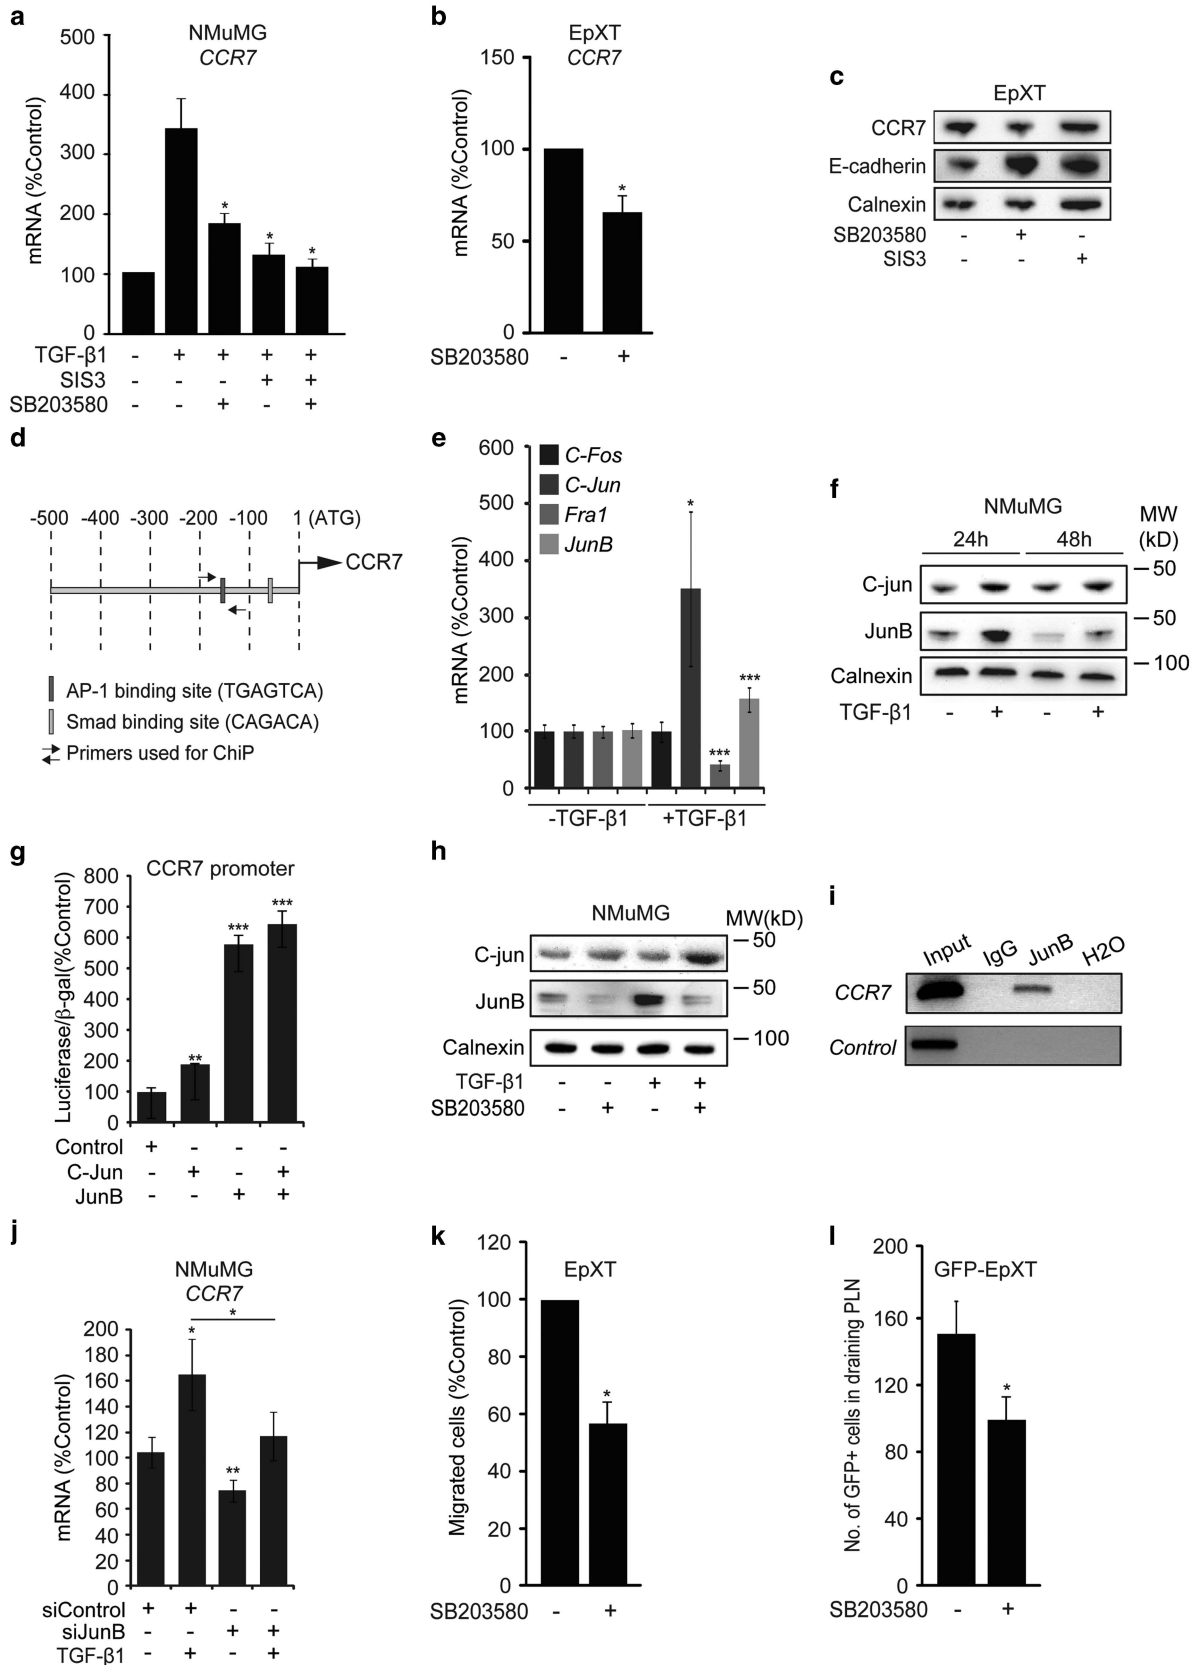 a
NMuMG
CCR7
mRNA (%Control)
500
400
300
200
100
0
* * *
TGF-β1 - + + + +
SIS3 - - - + +
SB203580 - - + - +
b
EpXT
CCR7
mRNA (%Control)
150
100
50
0
*
SB203580 - +
c
EpXT
CCR7
E-cadherin
Calnexin
SB203580 - + -
SIS3 - - +
d
-500 -400 -300 -200 -100 1 (ATG)
CCR7
AP-1 binding site (TGAGTCA)
Smad binding site (CAGACA)
Primers used for ChiP
e
mRNA (%Control)
600
500
400
300
200
100
0
C-Fos
C-Jun
Fra1
JunB
* *** ***
-TGF-β1 +TGF-β1
f
NMuMG
24h 48h
MW
(kD)
C-jun 50
JunB 50
Calnexin 100
TGF-β1 - + - +
g
CCR7 promoter
Luciferase/β-gal(%Control)
800
700
600
500
400
300
200
100
0
** *** ***
Control + - - -
C-Jun - + - +
JunB - - + +
h
NMuMG MW(kD)
C-jun 50
JunB 50
Calnexin 100
TGF-β1 - - + +
SB203580 - + - +
i
Input IgG JunB H2O
CCR7
Control
j
NMuMG
CCR7
mRNA (%Control)
200
180
160
140
120
100
80
60
40
20
0
* ** *
siControl + + - -
siJunB - - + +
TGF-β1 - + - +
k
EpXT
Migrated cells (%Control)
120
100
80
60
40
20
0
*
SB203580 - +
l
GFP-EpXT
No. of GFP+ cells in draining PLN
200
160
120
80
40
0
*
SB203580 - +